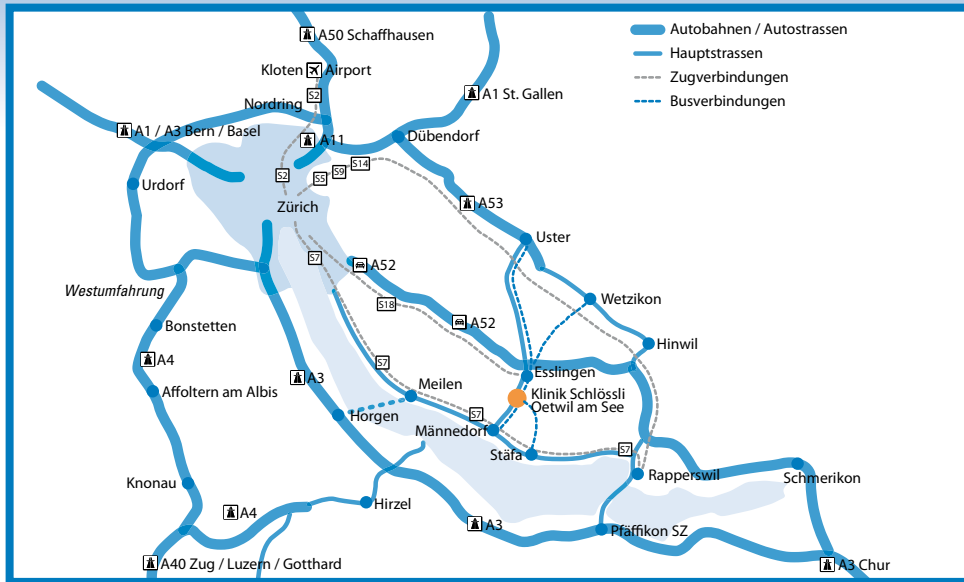 A50 Schaffhausen
Autobahnen / Autostrassen
Hauptstrassen
Zugverbindungen
Busverbindungen
Kloten Airport
S2
Nordring
A1 St. Gallen
A1 / A3 Bern / Basel
A11
Dübendorf
S14
S9
S5
S2
Urdorf
Zürich
A53
Uster
S7
A52
Westumfahrung
S18
Wetzikon
Bonstetten
A52
Hinwil
A4
S7
Esslingen
Affoltern am Albis
A3
Meilen
Klinik Schlössli
Oetwil am See
Horgen
S7
Männedorf
Stäfa
S7
Rapperswil
Schmerikon
Knonau
Hirzel
A4
A3
Pfäffikon SZ
A40 Zug / Luzern / Gotthard
A3 Chur